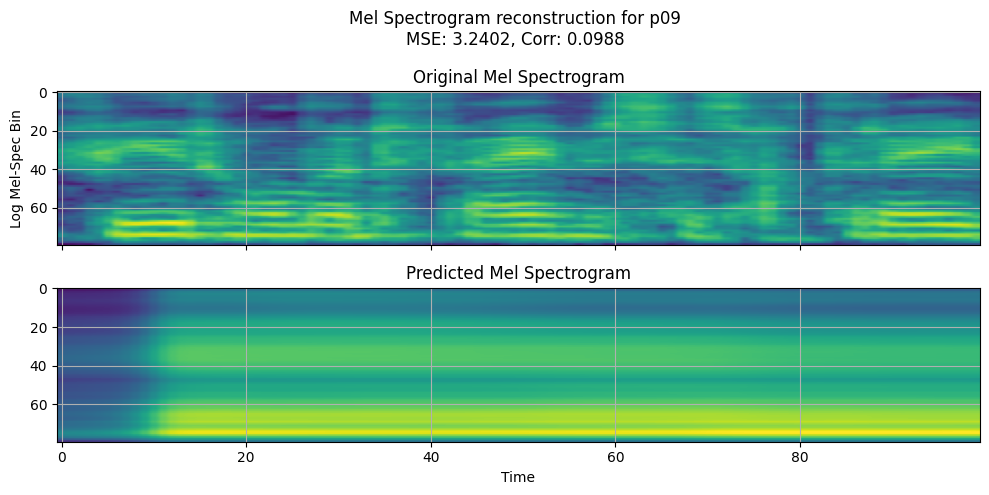 Mel Spectrogram reconstruction for p09
MSE: 3.2402, Corr: 0.0988
Original Mel Spectrogram
0
20
40
60
Log Mel-Spec Bin
Predicted Mel Spectrogram
0
20
40
60
0 20 40 60 80
Time